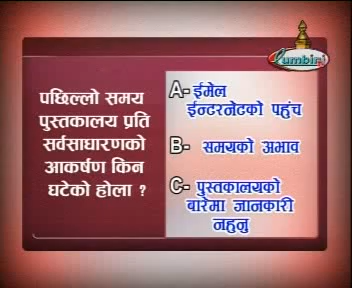 Lumbini
पछिल्लो समय
पुस्तकालय प्रति
सर्वसाधारणको
आकर्षण किन
घटेको होला ?
A- ईमेल
ईन्टरनेटको पहुंच
B- समयको अभाव
C- पुस्तकालयको
बारेमा जानकारी
नहुनु